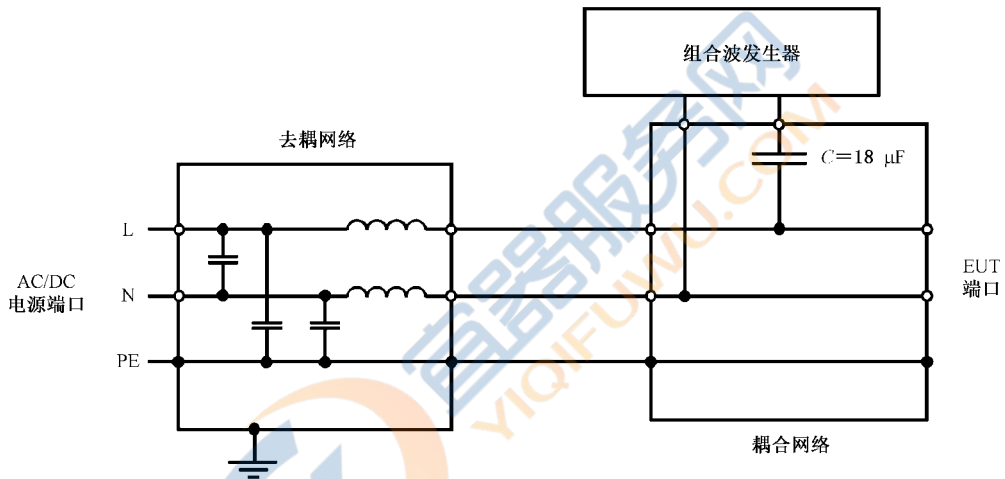 组合波发生器
去耦网络
C=18 μF
L
AC/DC
电源端口
N
EUT
端口
PE
耦合网络
仪器服务网
YIQIFUWU.COM